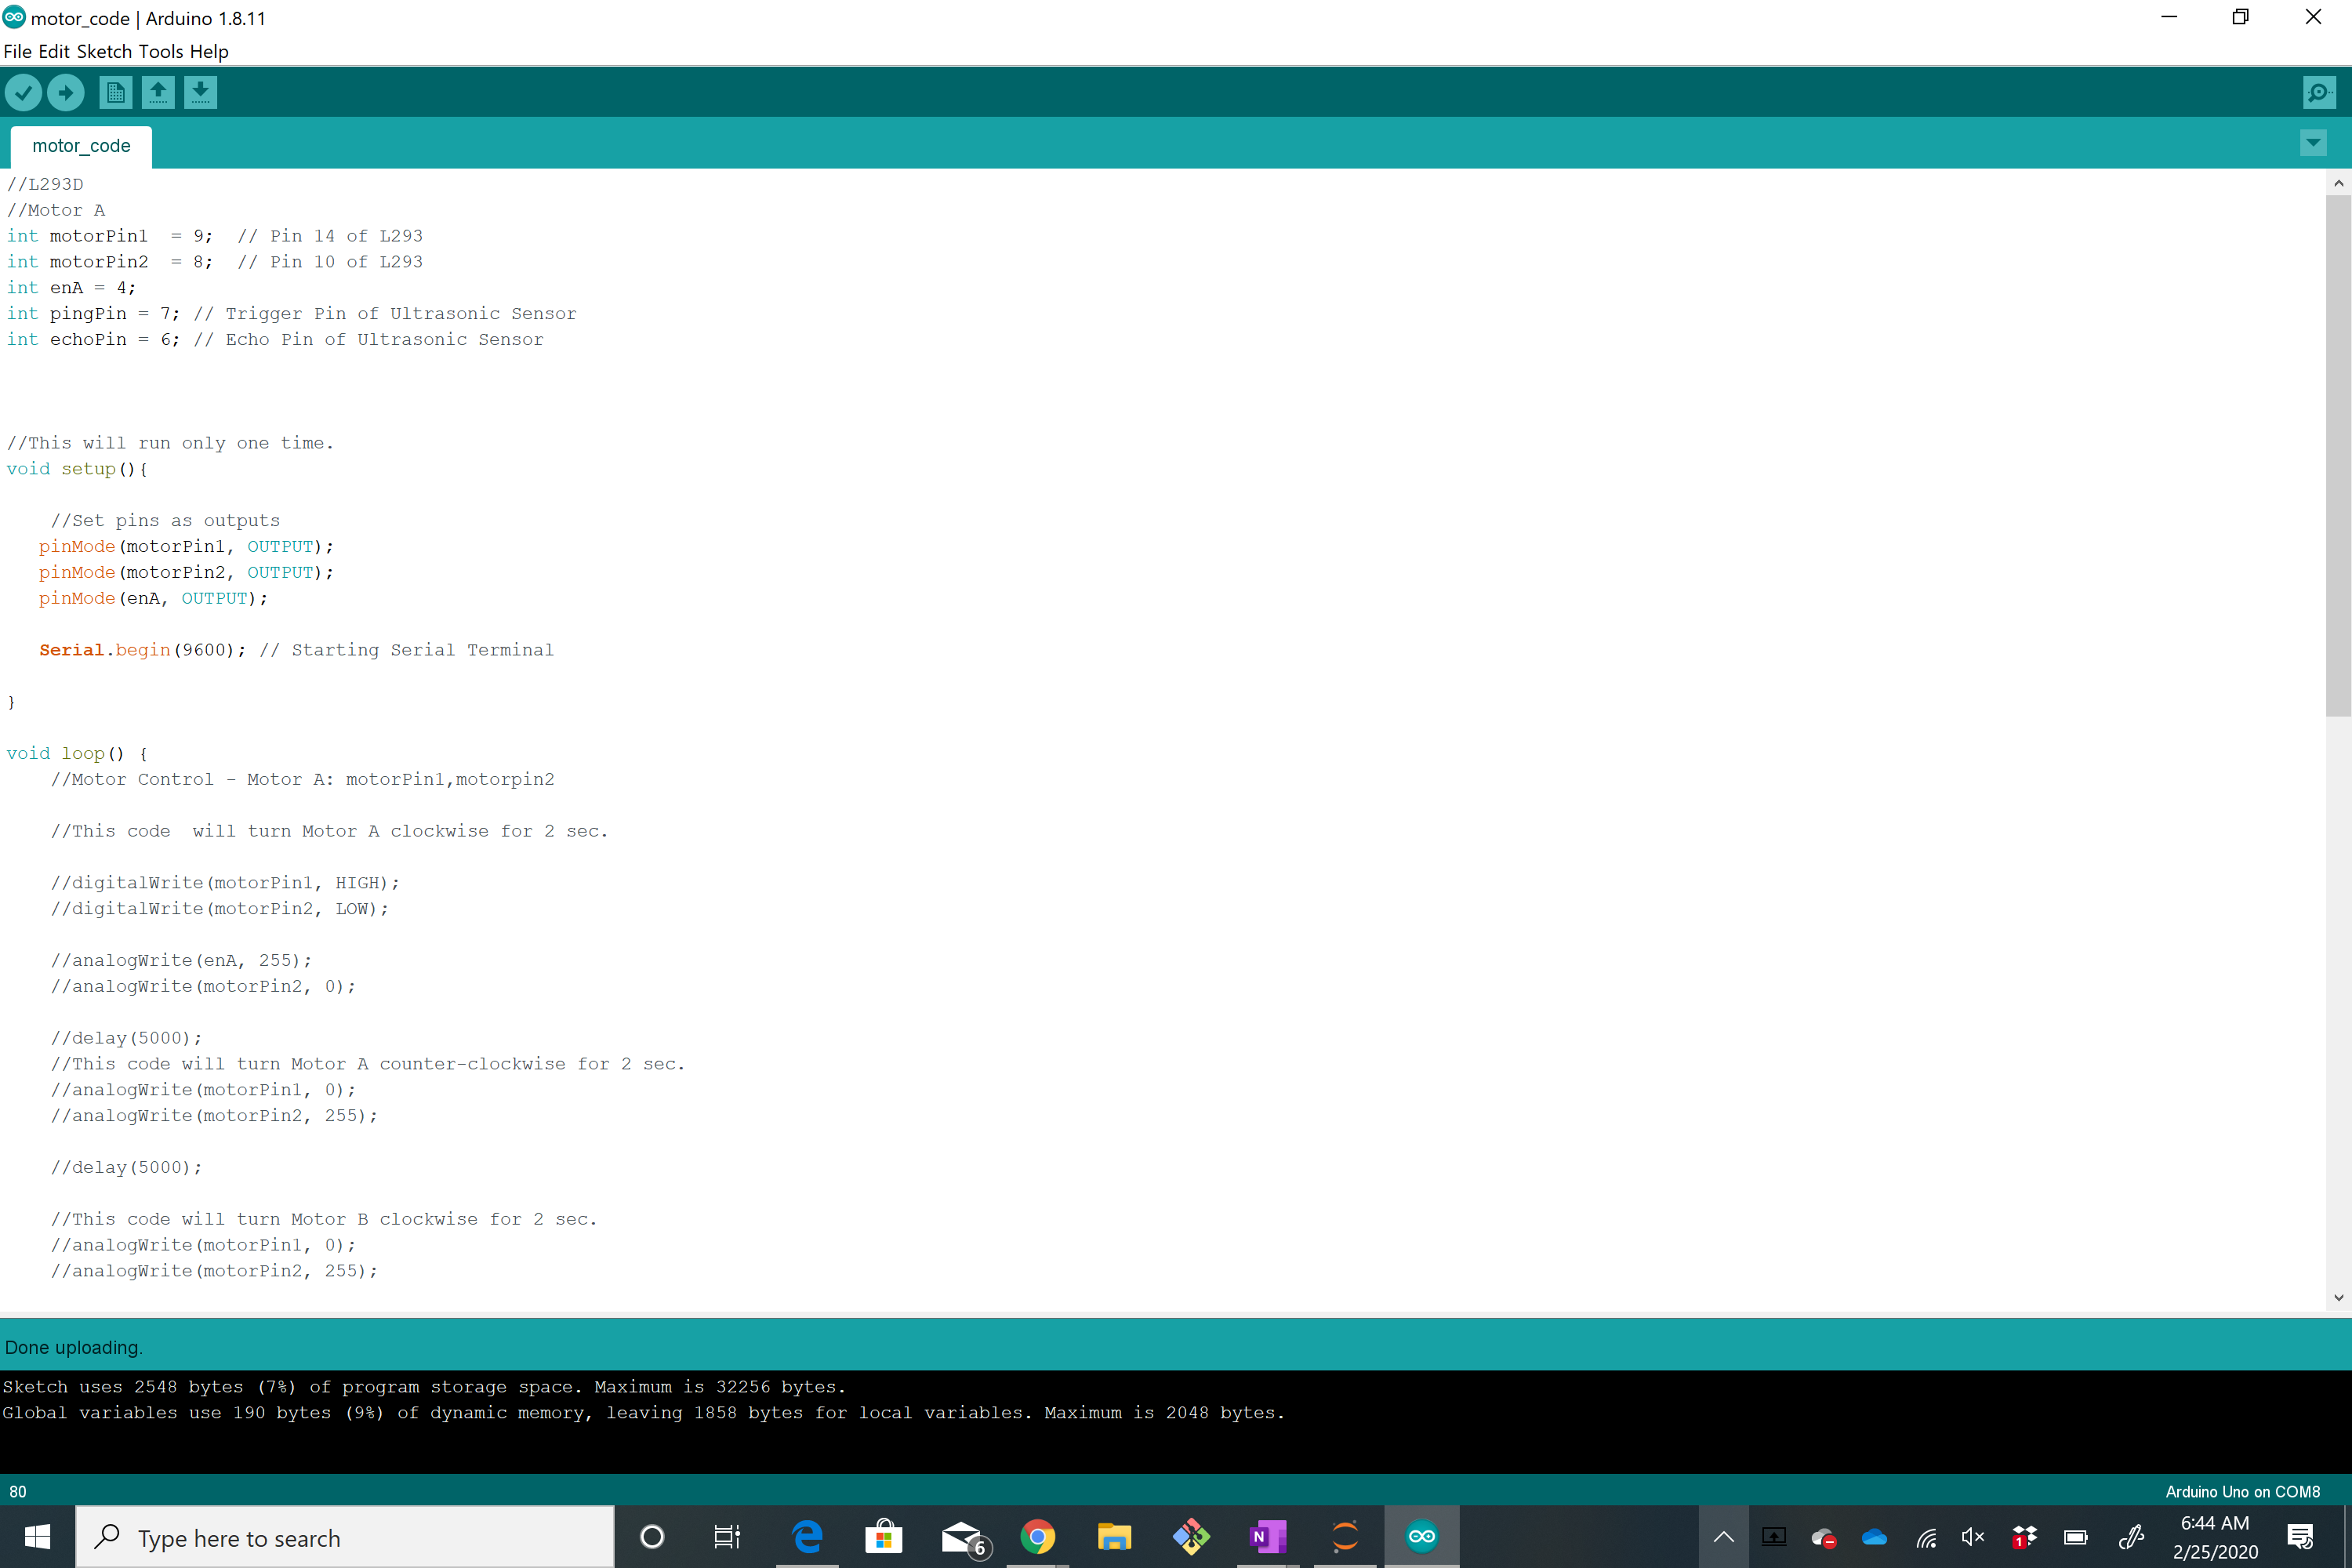 motor_code | Arduino 1.8.11
File Edit Sketch Tools Help
motor_code
//L293D
//Motor A
int motorPin1  = 9;  // Pin 14 of L293
int motorPin2  = 8;  // Pin 10 of L293
int enA = 4;
int pingPin = 7; // Trigger Pin of Ultrasonic Sensor
int echoPin = 6; // Echo Pin of Ultrasonic Sensor
//This will run only one time.
void setup(){
//Set pins as outputs
pinMode(motorPin1, OUTPUT);
pinMode(motorPin2, OUTPUT);
pinMode(enA, OUTPUT);
Serial.begin(9600); // Starting Serial Terminal
}
void loop() {
//Motor Control - Motor A: motorPin1,motorpin2
//This code  will turn Motor A clockwise for 2 sec.
//digitalWrite(motorPin1, HIGH);
//digitalWrite(motorPin2, LOW);
//analogWrite(enA, 255);
//analogWrite(motorPin2, 0);
//delay(5000);
//This code will turn Motor A counter-clockwise for 2 sec.
//analogWrite(motorPin1, 0);
//analogWrite(motorPin2, 255);
//delay(5000);
//This code will turn Motor B clockwise for 2 sec.
//analogWrite(motorPin1, 0);
//analogWrite(motorPin2, 255);
Done uploading.
Sketch uses 2548 bytes (7%) of program storage space. Maximum is 32256 bytes.
Global variables use 190 bytes (9%) of dynamic memory, leaving 1858 bytes for local variables. Maximum is 2048 bytes.
80
Arduino Uno on COM8
Type here to search
6
N
1
6:44 AM
2/25/2020